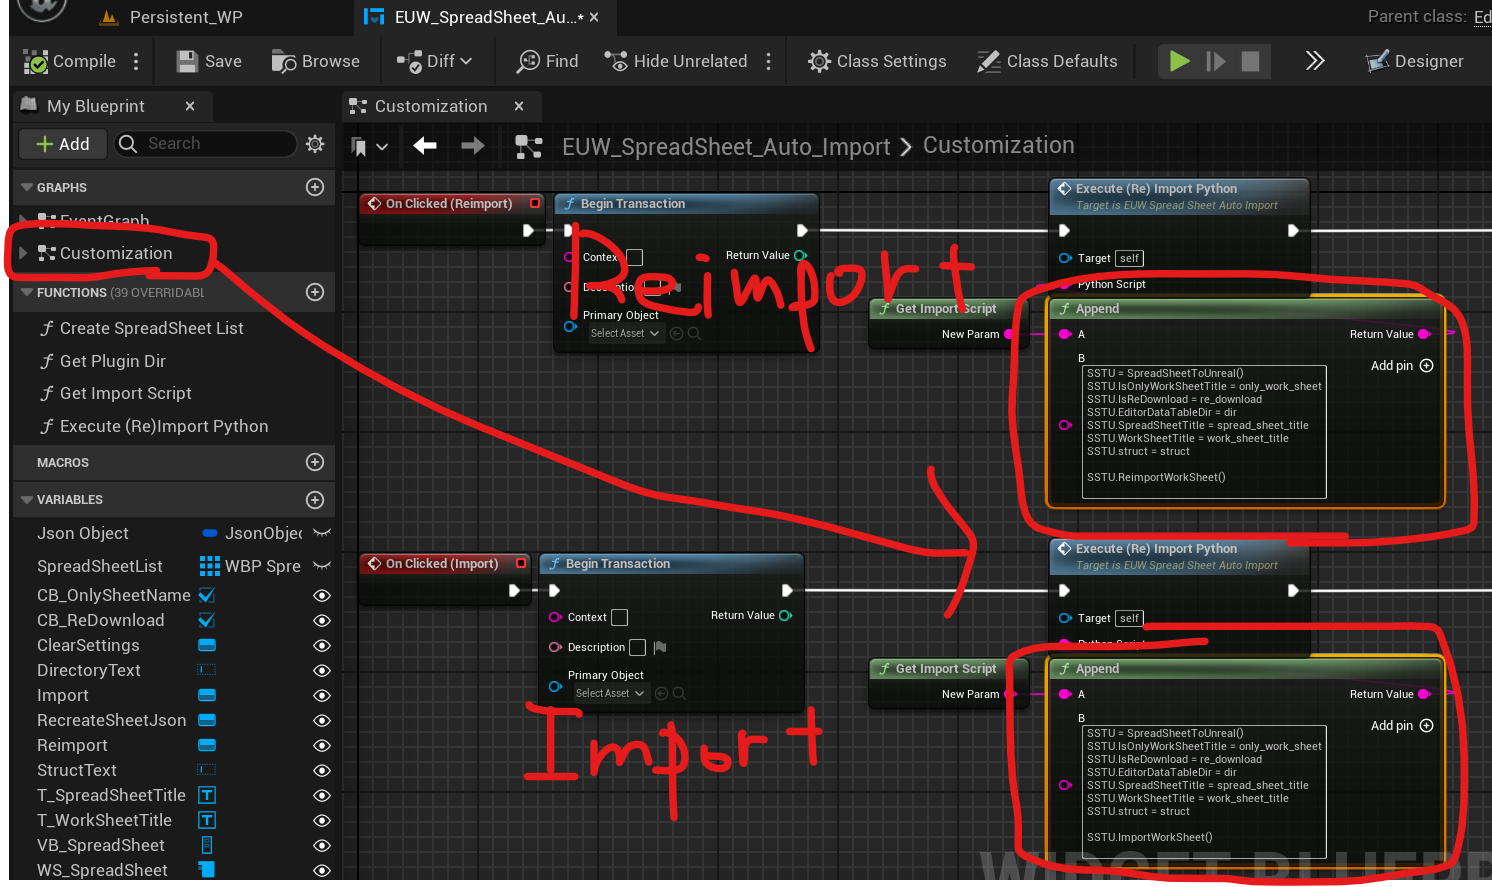 Persistent_WP
EUW_SpreadSheet_Au...*
Parent class: Ed
Compile
Save
Browse
Diff
Find
Hide Unrelated
Class Settings
Class Defaults
Designer
My Blueprint
Customization
Add
Search
EUW_SpreadSheet_Auto_Import > Customization
GRAPHS
EventGraph
Customization
FUNCTIONS (39 OVERRIDABL
Create SpreadSheet List
Get Plugin Dir
Get Import Script
Execute (Re)Import Python
MACROS
VARIABLES
Json Object JsonObjec
SpreadSheetList WBP Spre
CB_OnlySheetName
CB_ReDownload
ClearSettings
DirectoryText
Import
RecreateSheetJson
Reimport
StructText
T_SpreadSheetTitle
T_WorkSheetTitle
VB_SpreadSheet
WS_SpreadSheet
On Clicked (Reimport)
Begin Transaction
Context
Return Value
Description
Primary Object
Select Asset
Reimport
Execute (Re) Import Python
Target is EUW Spread Sheet Auto Import
Target self
Python Script
Get Import Script
New Param
Append
A
Return Value
B
Add pin
SSTU = SpreadSheetToUnreal()
SSTU.IsOnlyWorkSheetTitle = only_work_sheet
SSTU.IsReDownload = re_download
SSTU.EditorDataTableDir = dir
SSTU.SpreadSheetTitle = spread_sheet_title
SSTU.WorkSheetTitle = work_sheet_title
SSTU.struct = struct
SSTU.ReimportWorkSheet()
On Clicked (Import)
Begin Transaction
Context
Return Value
Description
Primary Object
Select Asset
Import
Execute (Re) Import Python
Target is EUW Spread Sheet Auto Import
Target self
Python Script
Get Import Script
New Param
Append
A
Return Value
B
Add pin
SSTU = SpreadSheetToUnreal()
SSTU.IsOnlyWorkSheetTitle = only_work_sheet
SSTU.IsReDownload = re_download
SSTU.EditorDataTableDir = dir
SSTU.SpreadSheetTitle = spread_sheet_title
SSTU.WorkSheetTitle = work_sheet_title
SSTU.struct = struct
SSTU.ImportWorkSheet()
WIDGET BLUEPR